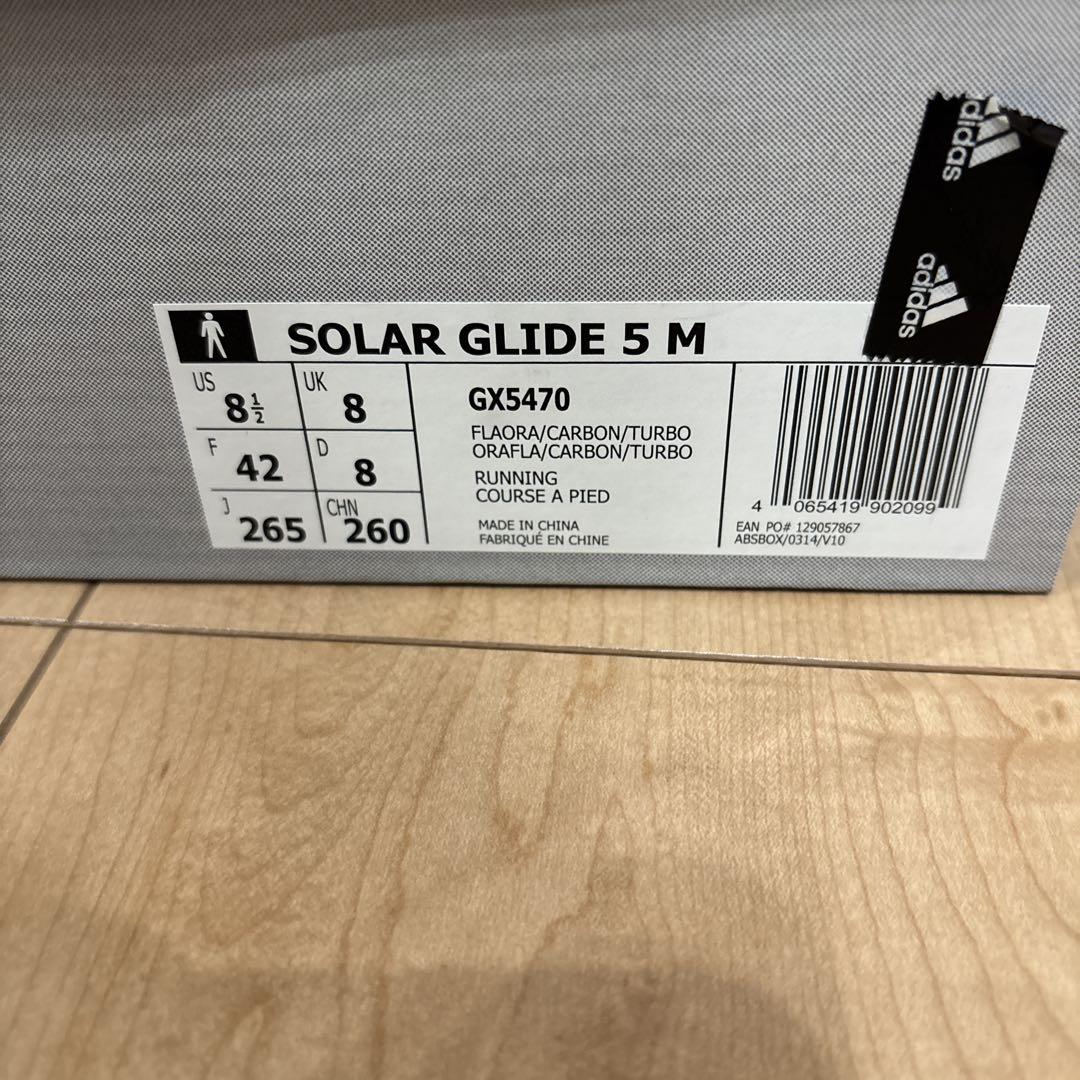 adidas
adidas
SOLAR GLIDE 5 M
US 8½ UK 8
F 42 D 8
J 265 CHN 260
GX5470
FLAORA/CARBON/TURBO
ORAFLA/CARBON/TURBO
RUNNING
COURSE A PIED
MADE IN CHINA
FABRIQUÉ EN CHINE
4 065419 902099
EAN PO# 129057867
ABSBOX/0314/V10